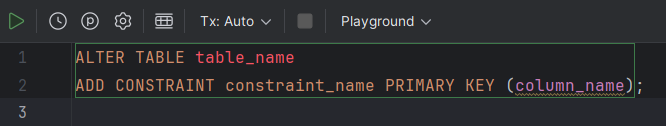 Tx: Auto Playground
1 ALTER TABLE table_name
2 ADD CONSTRAINT constraint_name PRIMARY KEY (column_name);
3